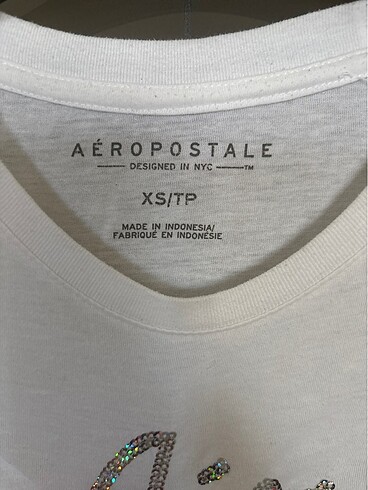 AÉROPOSTALE
DESIGNED IN NYC ™
XS/TP
MADE IN INDONESIA/
FABRIQUÉ EN INDONÉSIE